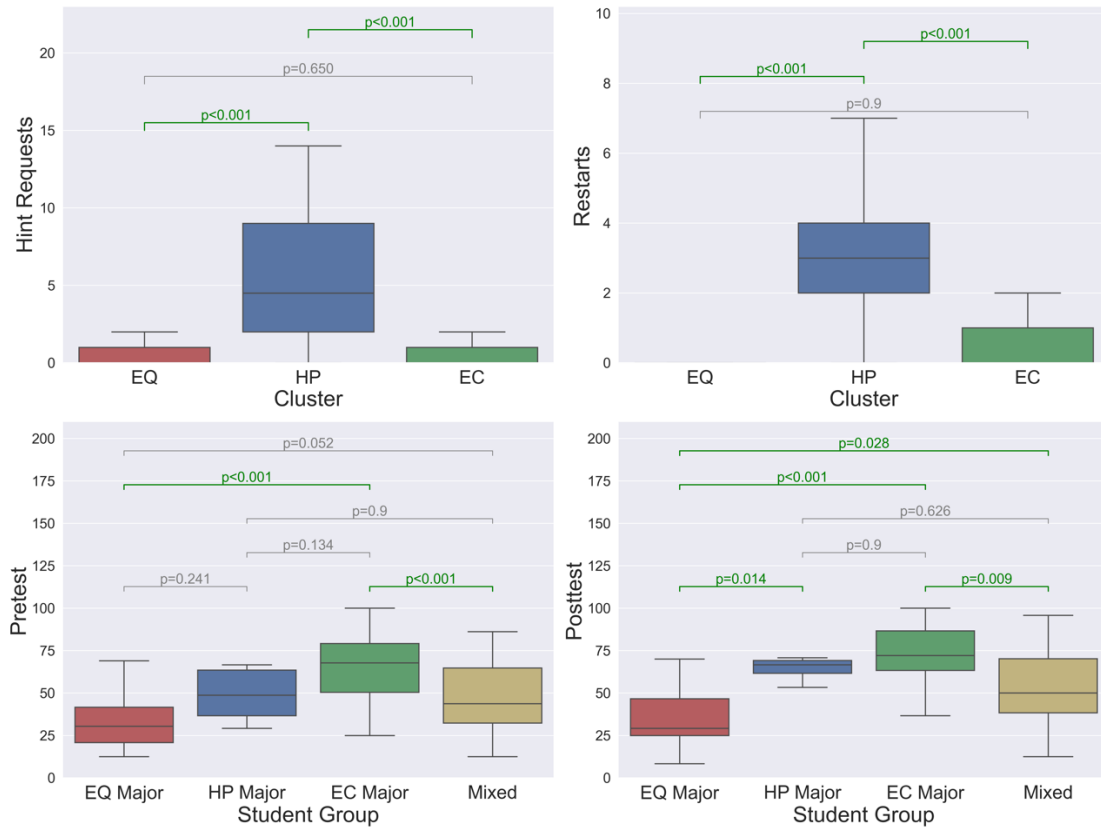 p<0.001
20
p=0.650
p<0.001
15
10
5
0
Hint Requests
EQ HP EC
Cluster
10
p<0.001
8
p<0.001
p=0.9
6
4
2
0
Restarts
EQ HP EC
Cluster
200
p=0.052
175
p<0.001
150
p=0.9
125
p=0.134
p=0.241
p<0.001
100
75
50
25
0
Pretest
EQ Major HP Major EC Major Mixed
Student Group
200
p=0.028
175
p<0.001
150
p=0.626
125
p=0.9
p=0.014
p=0.009
100
75
50
25
0
Posttest
EQ Major HP Major EC Major Mixed
Student Group